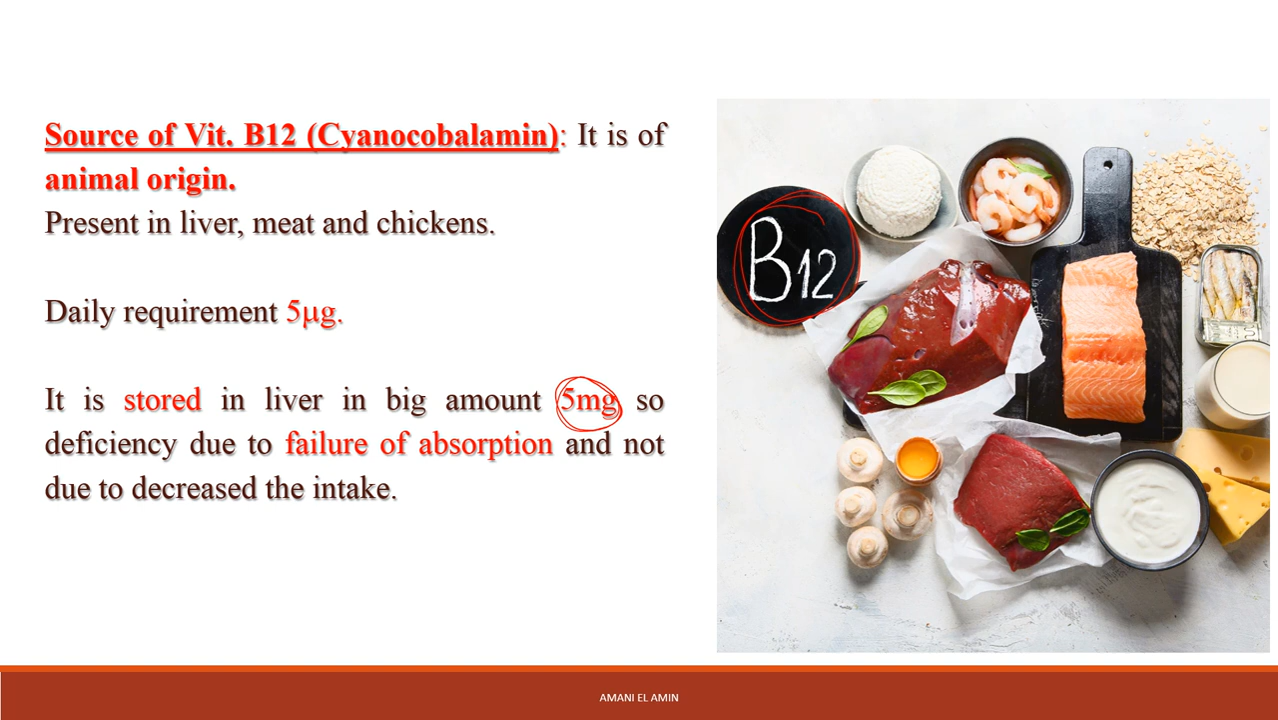 Source of Vit. B12 (Cyanocobalamin): It is of
animal origin.
Present in liver, meat and chickens.
Daily requirement 5μg.
It is stored in liver in big amount 5mg so
deficiency due to failure of absorption and not
due to decreased the intake.
B12
AMANI EL AMIN